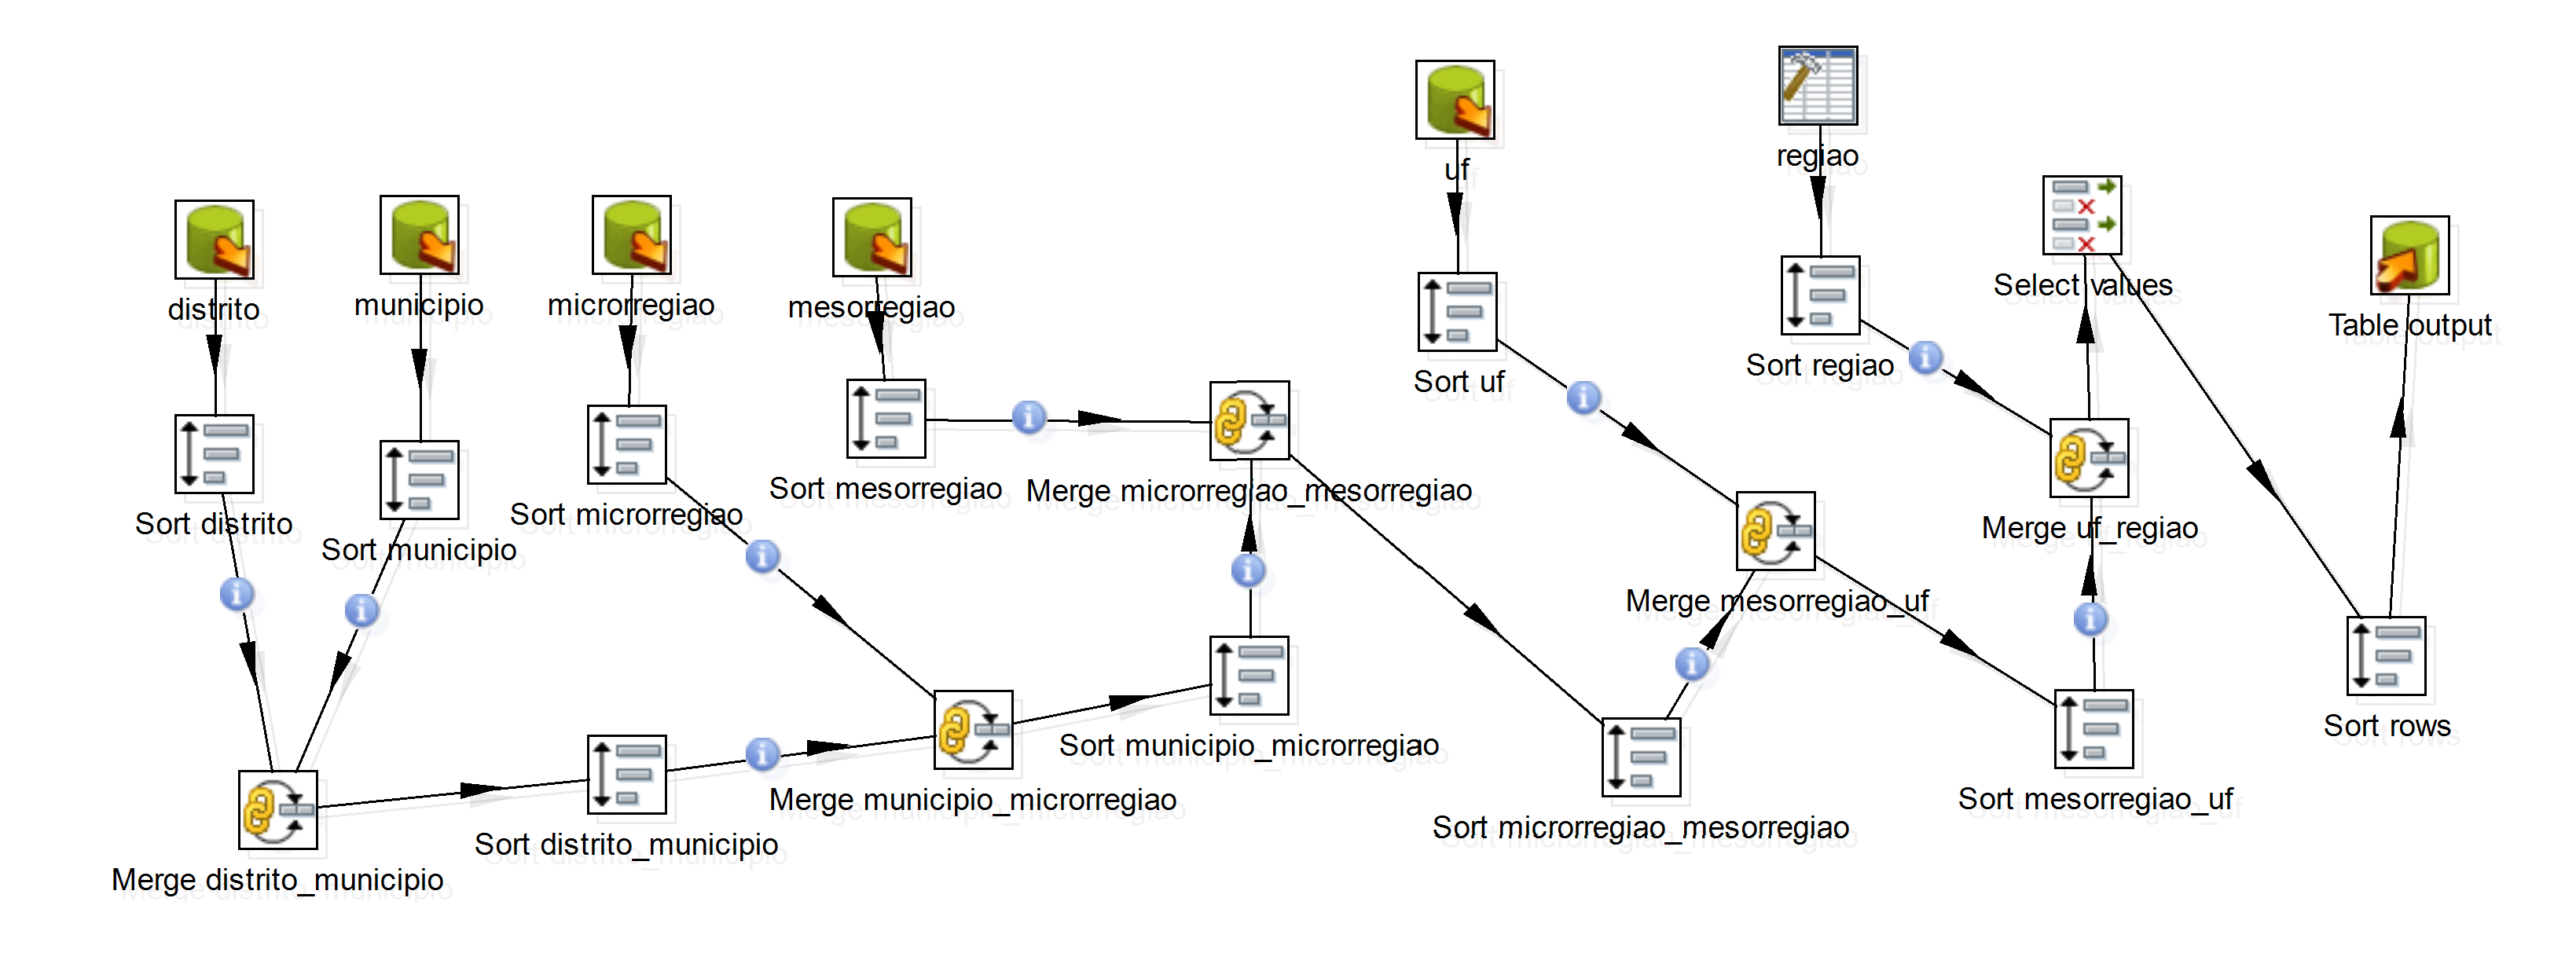 uf
regiao
distrito
municipio
microrregiao
mesorregiao
Select values
Table output
Sort uf
Sort regiao
Sort distrito
Sort municipio
Sort microrregiao
Sort mesorregiao
Merge microrregiao_mesorregiao
Merge uf_regiao
Merge mesorregiao_uf
Sort rows
Merge distrito_municipio
Sort distrito_municipio
Merge municipio_microrregiao
Sort municipio_microrregiao
Sort microrregiao_mesorregiao
Sort mesorregiao_uf